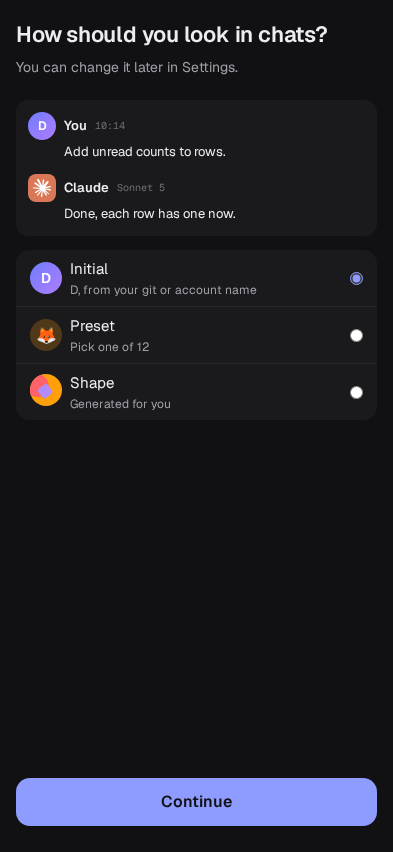 How should you look in chats?
You can change it later in Settings.
D
You 10:14
Add unread counts to rows.
Claude Sonnet 5
Done, each row has one now.
D
Initial
D, from your git or account name
Preset
Pick one of 12
Shape
Generated for you
Continue